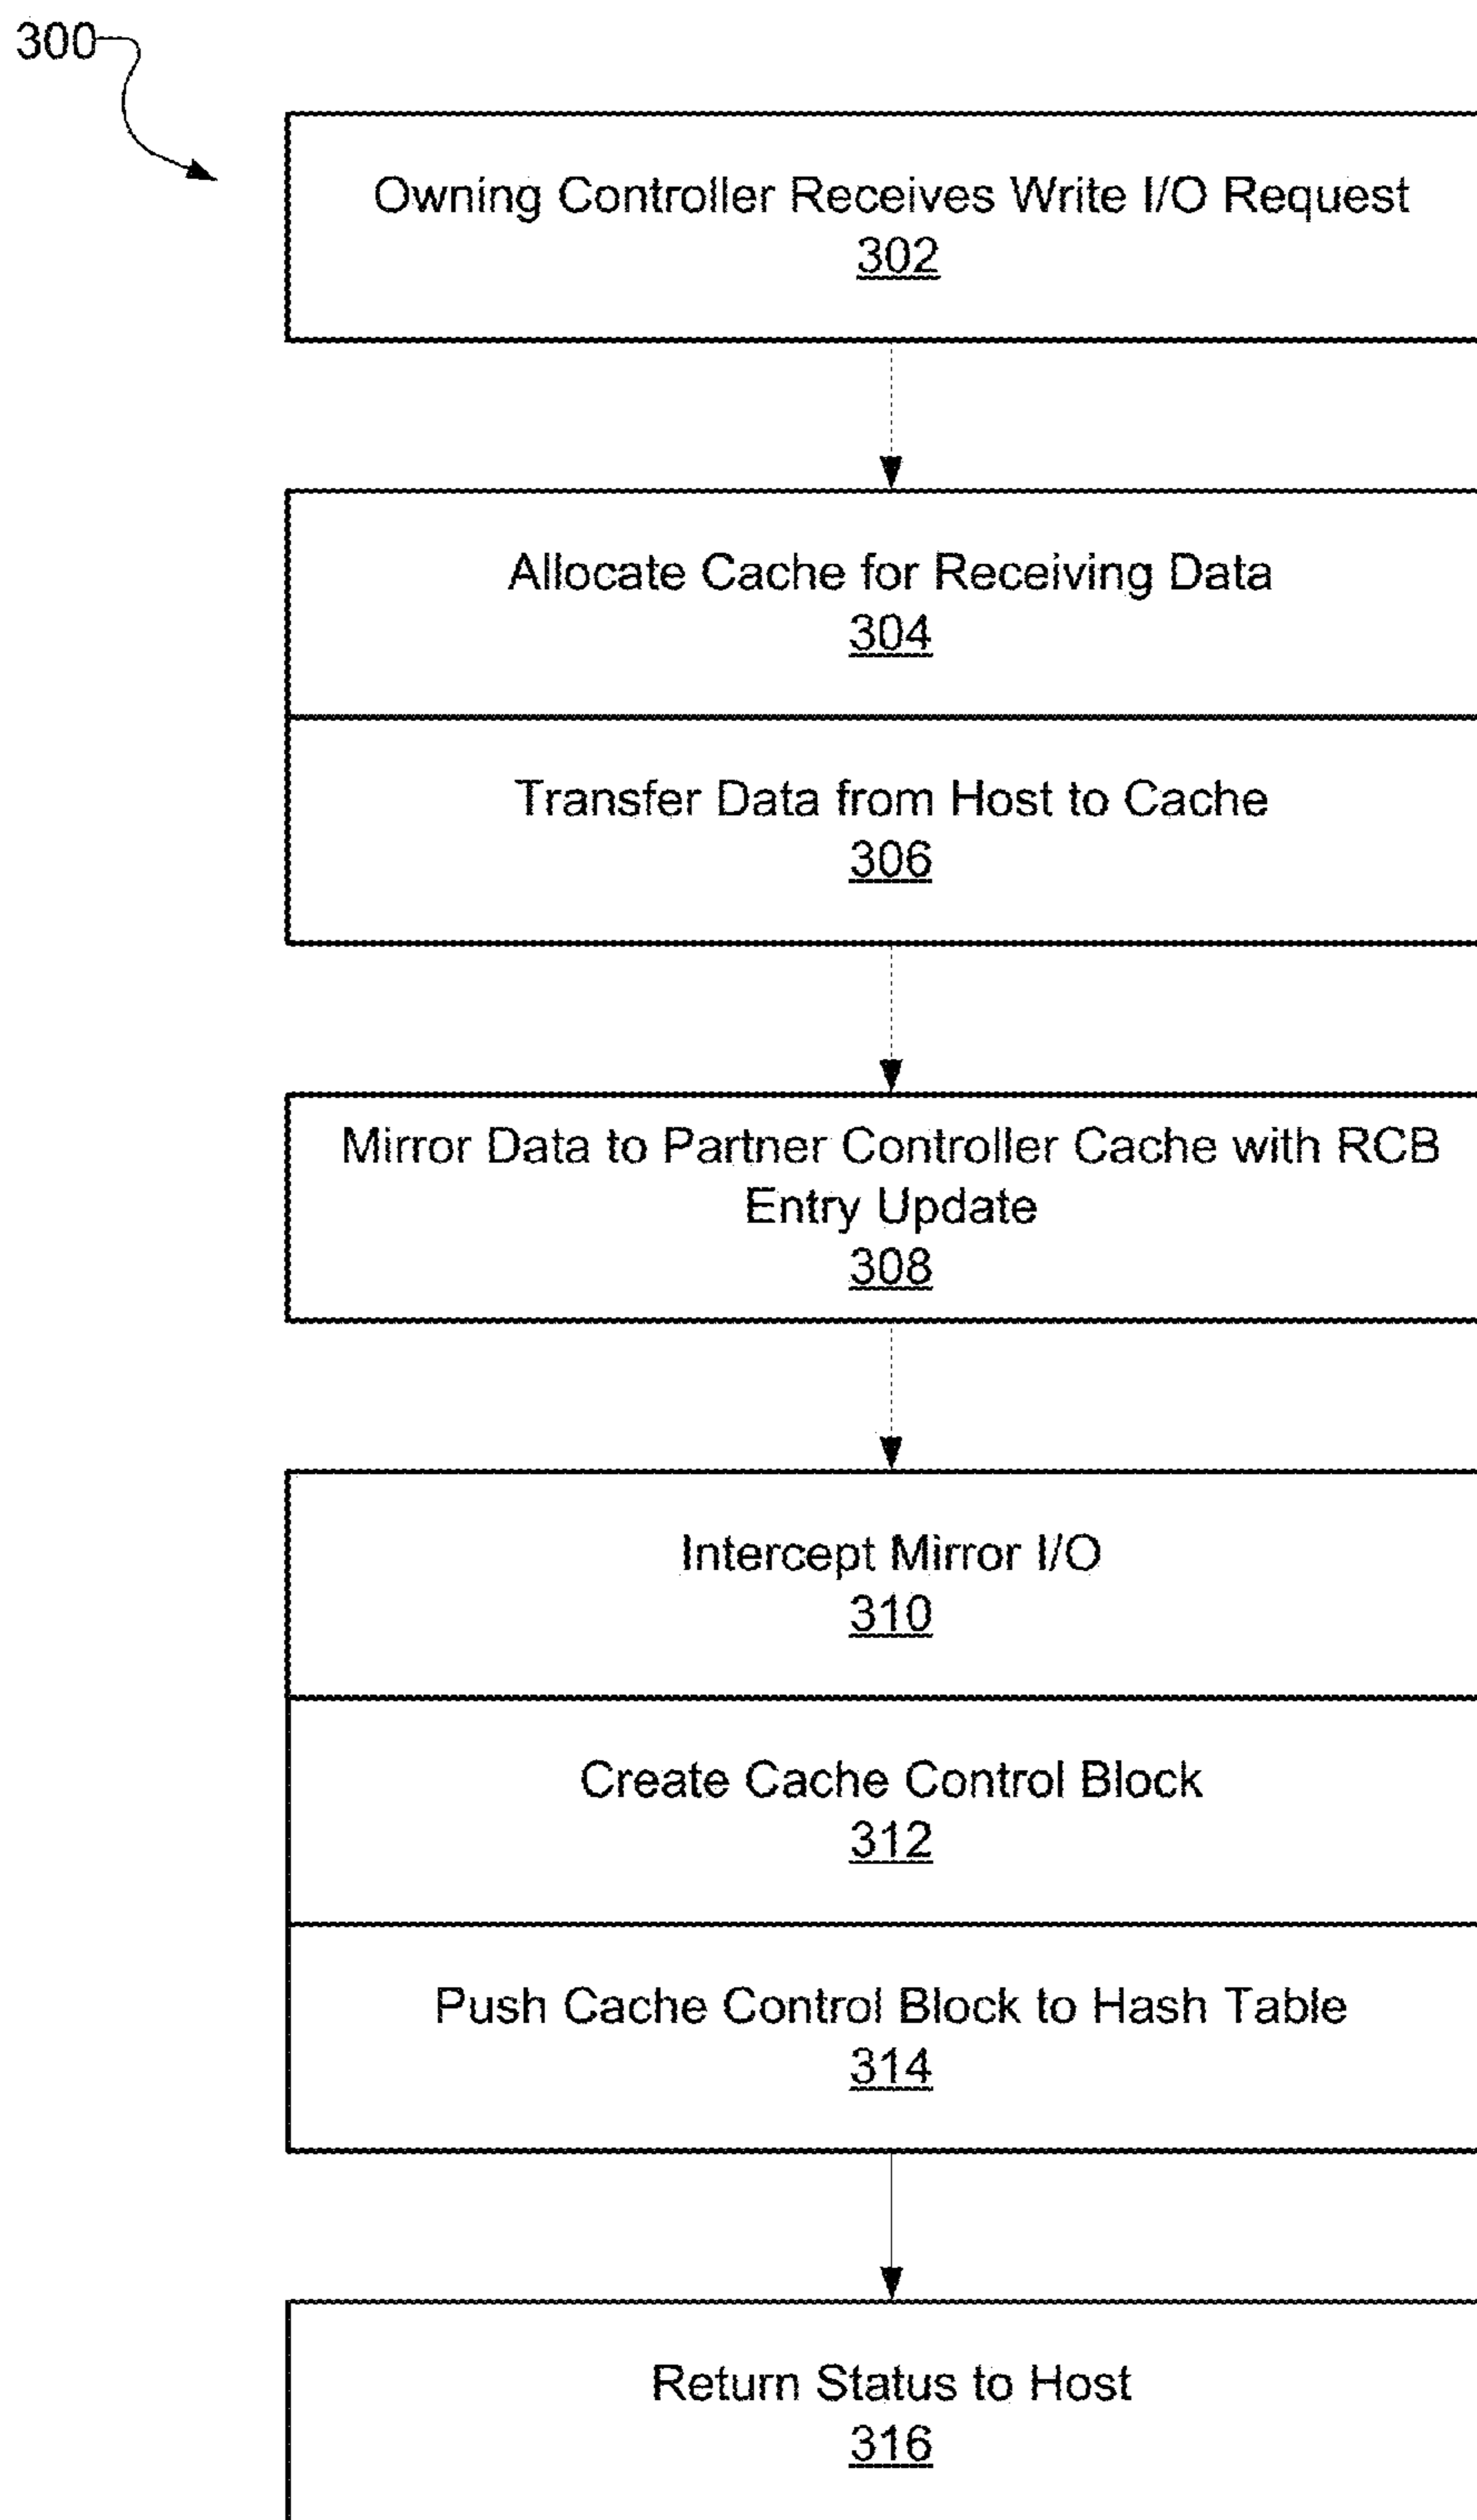 300
Owning Controller Receives Write I/O Request
302
Allocate Cache for Receiving Data
304
Transfer Data from Host to Cache
306
Mirror Data to Partner Controller Cache with RCB
Entry Update
308
Intercept Mirror I/O
310
Create Cache Control Block
312
Push Cache Control Block to Hash Table
314
Return Status to Host
316